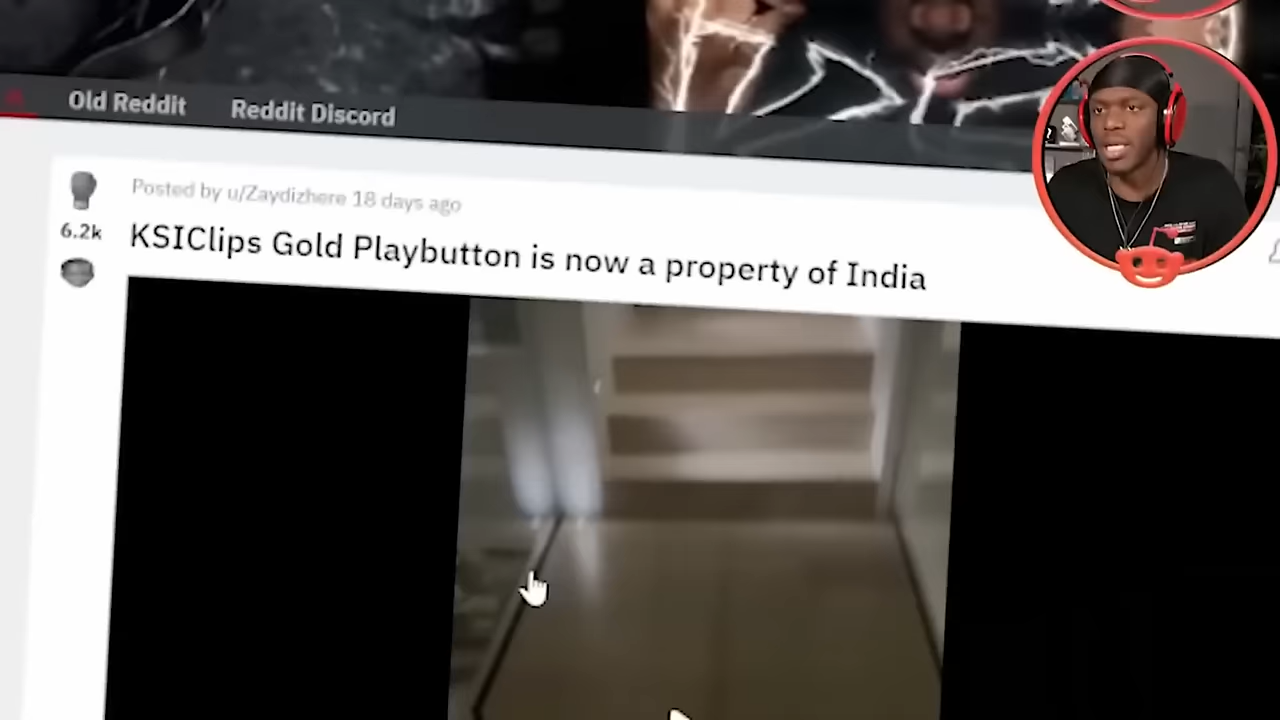 Old Reddit Reddit Discord
Posted by u/Zaydizhere 18 days ago
6.2k
KSIClips Gold Playbutton is now a property of India